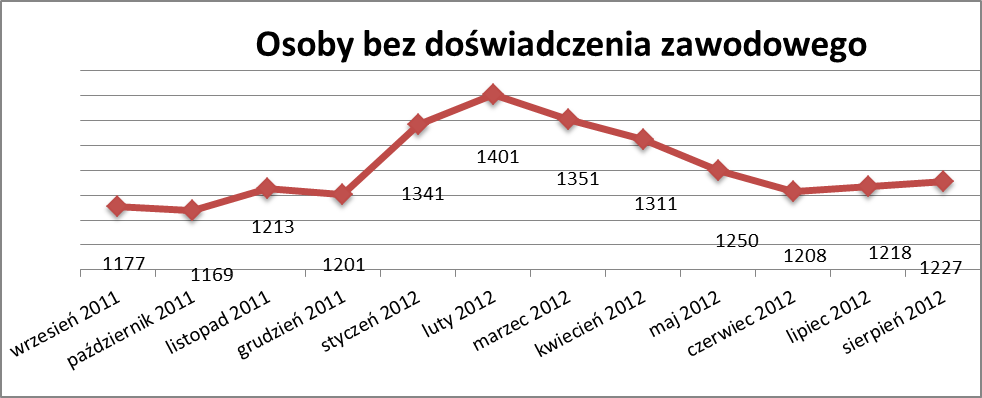 Osoby bez doświadczenia zawodowego
1177
1169
1213
1201
1341
1401
1351
1311
1250
1208
1218
1227
wrzesień 2011
październik 2011
listopad 2011
grudzień 2011
styczeń 2012
luty 2012
marzec 2012
kwiecień 2012
maj 2012
czerwiec 2012
lipiec 2012
sierpień 2012